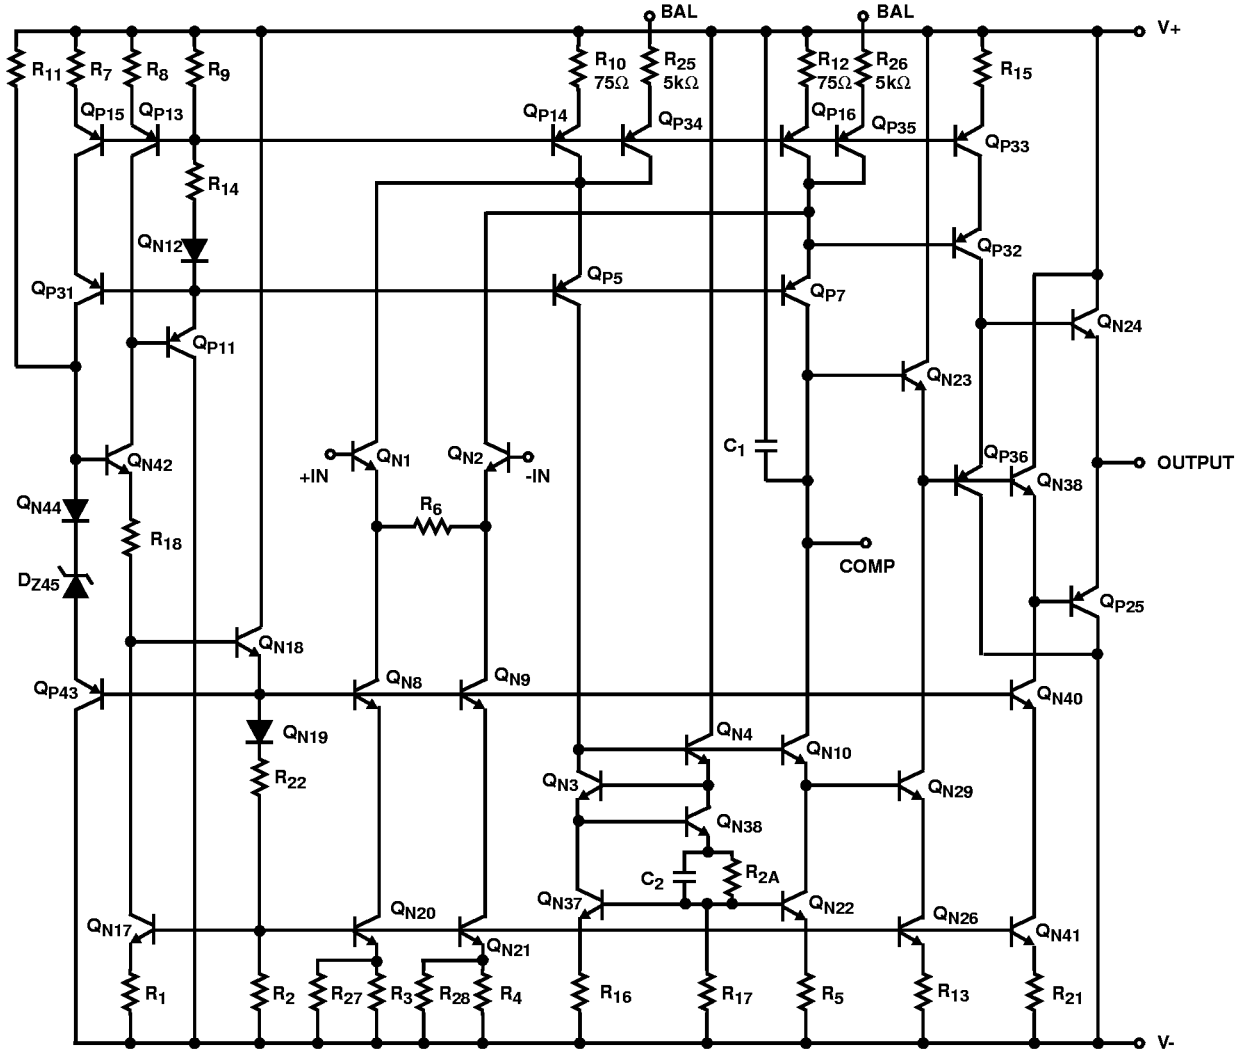 BAL BAL
V+
R11 R7 R8 R9 R10 75Ω R25 5kΩ R12 75Ω R26 5kΩ R15
QP15 QP13 QP14 QP34 QP16 QP35 QP33
R14
QN12 QP32
QP31 QP5 QP7
QP11 QN24
QN23
QN42 +IN QN1 QN2 -IN C1 QP36 QN38 OUTPUT
QN44 R6
R18
COMP
DZ45 QP25
QN18
QP43 QN8 QN9 QN40
QN19 QN4 QN10
R22 QN3 QN29
QN38
C2 R2A
QN17 QN20 QN21 QN37 QN22 QN26 QN41
R1 R2 R27 R3 R28 R4 R16 R17 R5 R13 R21
V-